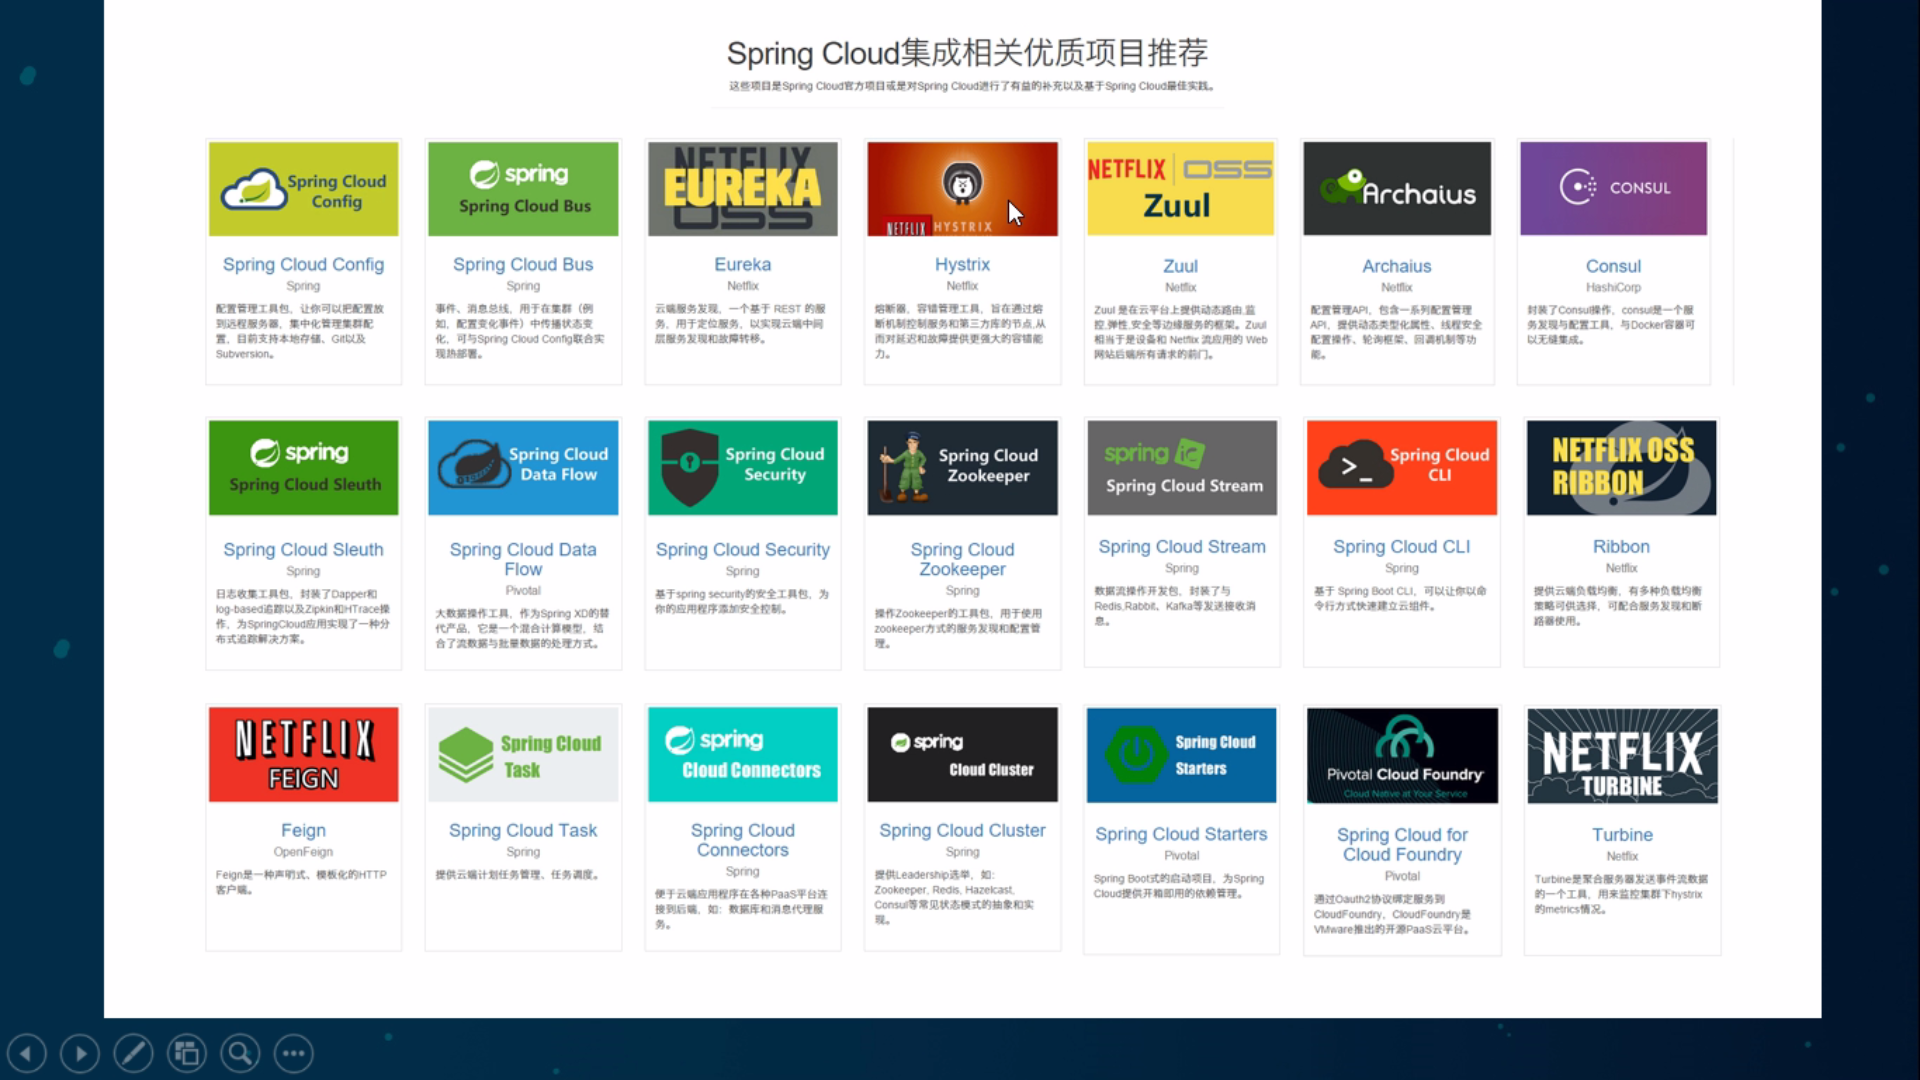 Spring Cloud集成相关优质项目推荐
这些项目是Spring Cloud官方项目或是对Spring Cloud进行了有益的补充以及基于Spring Cloud最佳实践。
Spring Cloud
Config
Spring Cloud Config
Spring
配置管理工具包，让你可以把配置放
到远程服务器，集中化管理集群配
置，目前支持本地存储、Git以及
Subversion。
spring
Spring Cloud Bus
Spring Cloud Bus
Spring
事件、消息总线，用于在集群（例
如，配置变化事件）中传播状态变
化，可与Spring Cloud Config联合实
现热部署。
NETFLIX
EUREKA
OSS
Eureka
Netflix
云端服务发现，一个基于 REST 的服
务，用于定位服务，以实现云端中间
层服务发现和故障转移。
NETFLIX HYSTRIX
Hystrix
Netflix
熔断器，容错管理工具，旨在通过熔
断机制控制服务和第三方库的节点,从
而对延迟和故障提供更强大的容错能
力。
NETFLIX OSS
Zuul
Zuul
Netflix
Zuul 是在云平台上提供动态路由,监
控,弹性,安全等边缘服务的框架。Zuul
相当于是设备和 Netflix 流应用的 Web
网站后端所有请求的前门。
Archaius
Archaius
Netflix
配置管理API，包含一系列配置管理
API，提供动态类型化属性、线程安全
配置操作、轮询框架、回调机制等功
能。
CONSUL
Consul
HashiCorp
封装了Consul操作，consul是一个服
务发现与配置工具，与Docker容器可
以无缝集成。
spring
Spring Cloud Sleuth
Spring Cloud Sleuth
Spring
日志收集工具包，封装了Dapper和
log-based追踪以及Zipkin和HTrace操
作，为SpringCloud应用实现了一种分
布式追踪解决方案。
Spring Cloud
Data Flow
Spring Cloud Data
Flow
Pivotal
大数据操作工具，作为Spring XD的替
代产品，它是一个混合计算模型，结
合了流数据与批量数据的处理方式。
Spring Cloud
Security
Spring Cloud Security
Spring
基于spring security的安全工具包，为
你的应用程序添加安全控制。
Spring Cloud
Zookeeper
Spring Cloud
Zookeeper
Spring
操作Zookeeper的工具包，用于使用
zookeeper方式的服务发现和配置管
理。
spring
Spring Cloud Stream
Spring Cloud Stream
Spring
数据流操作开发包，封装了与
Redis,Rabbit、Kafka等发送接收消
息。
Spring Cloud
CLI
Spring Cloud CLI
Spring
基于 Spring Boot CLI，可以让你以命
令行方式快速建立云组件。
NETFLIX OSS
RIBBON
Ribbon
Netflix
提供云端负载均衡，有多种负载均衡
策略可供选择，可配合服务发现和断
路器使用。
NETFLIX
FEIGN
Feign
OpenFeign
Feign是一种声明式、模板化的HTTP
客户端。
Spring Cloud
Task
Spring Cloud Task
Spring
提供云端计划任务管理、任务调度。
spring
Cloud Connectors
Spring Cloud
Connectors
Spring
便于云端应用程序在各种PaaS平台连
接到后端，如：数据库和消息代理服
务。
spring
Cloud Cluster
Spring Cloud Cluster
Spring
提供Leadership选举，如：
Zookeeper, Redis, Hazelcast,
Consul等常见状态模式的抽象和实
现。
Spring Cloud
Starters
Spring Cloud Starters
Pivotal
Spring Boot式的启动项目，为Spring
Cloud提供开箱即用的依赖管理。
Pivotal Cloud Foundry
Cloud Native at Your Service
Spring Cloud for
Cloud Foundry
Pivotal
通过Oauth2协议绑定服务到
CloudFoundry，CloudFoundry是
VMware推出的开源PaaS云平台。
NETFLIX
TURBINE
Turbine
Netflix
Turbine是聚合服务器发送事件流数据
的一个工具，用来监控集群下hystrix
的metrics情况。